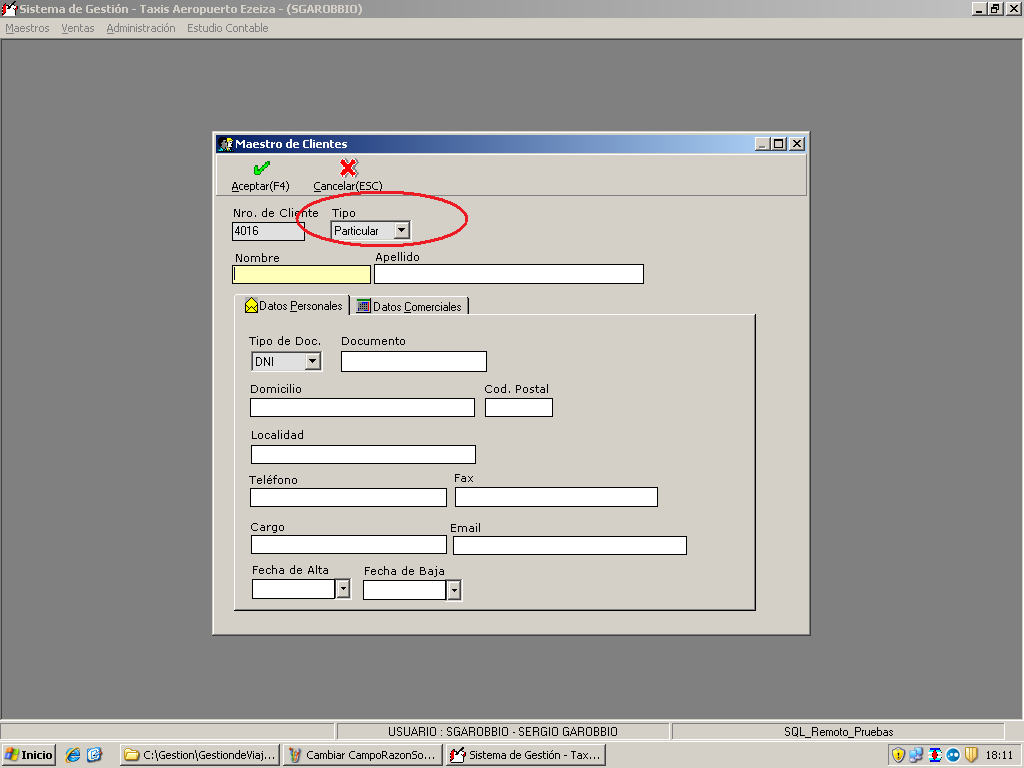 Sistema de Gestión - Taxis Aeropuerto Ezeiza - (SGAROBBIO)
Maestros Ventas Administración Estudio Contable
Maestro de Clientes
Aceptar(F4) Cancelar(ESC)
Nro. de Cliente Tipo
4016 Particular
Nombre Apellido
Datos Personales Datos Comerciales
Tipo de Doc. Documento
DNI
Domicilio Cod. Postal
Localidad
Teléfono Fax
Cargo Email
Fecha de Alta Fecha de Baja
USUARIO : SGAROBBIO - SERGIO GAROBBIO SQL_Remoto_Pruebas
Inicio C:\Gestion\GestiondeViaj... Cambiar CampoRazonSo... Sistema de Gestión - Tax... 18:11